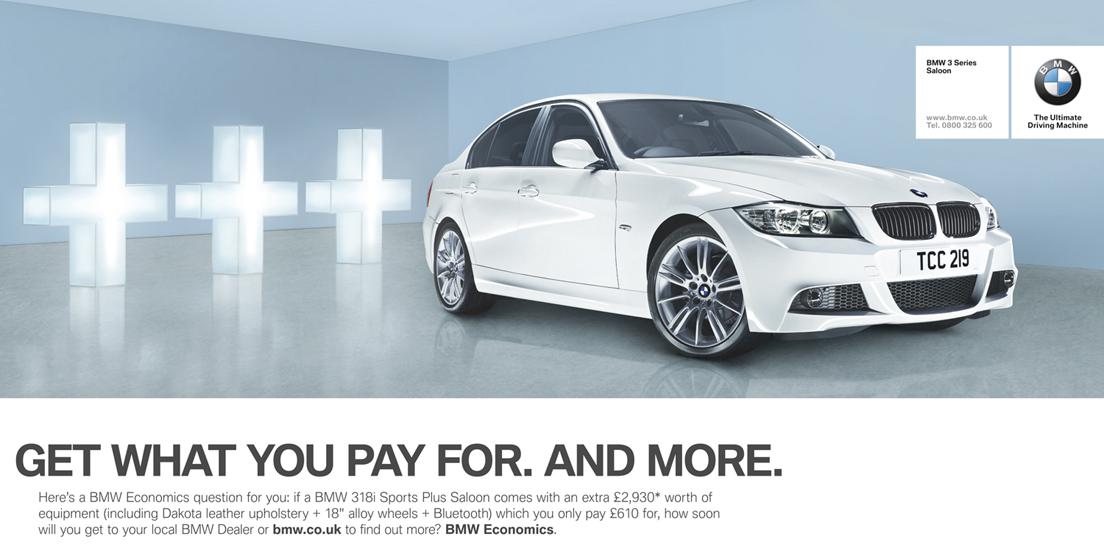 BMW 3 Series
Saloon
www.bmw.co.uk
Tel. 0800 325 600
BMW
The Ultimate
Driving Machine
TCC 219
GET WHAT YOU PAY FOR. AND MORE.
Here's a BMW Economics question for you: if a BMW 318i Sports Plus Saloon comes with an extra £2,930* worth of
equipment (including Dakota leather upholstery + 18" alloy wheels + Bluetooth) which you only pay £610 for, how soon
will you get to your local BMW Dealer or bmw.co.uk to find out more? BMW Economics.